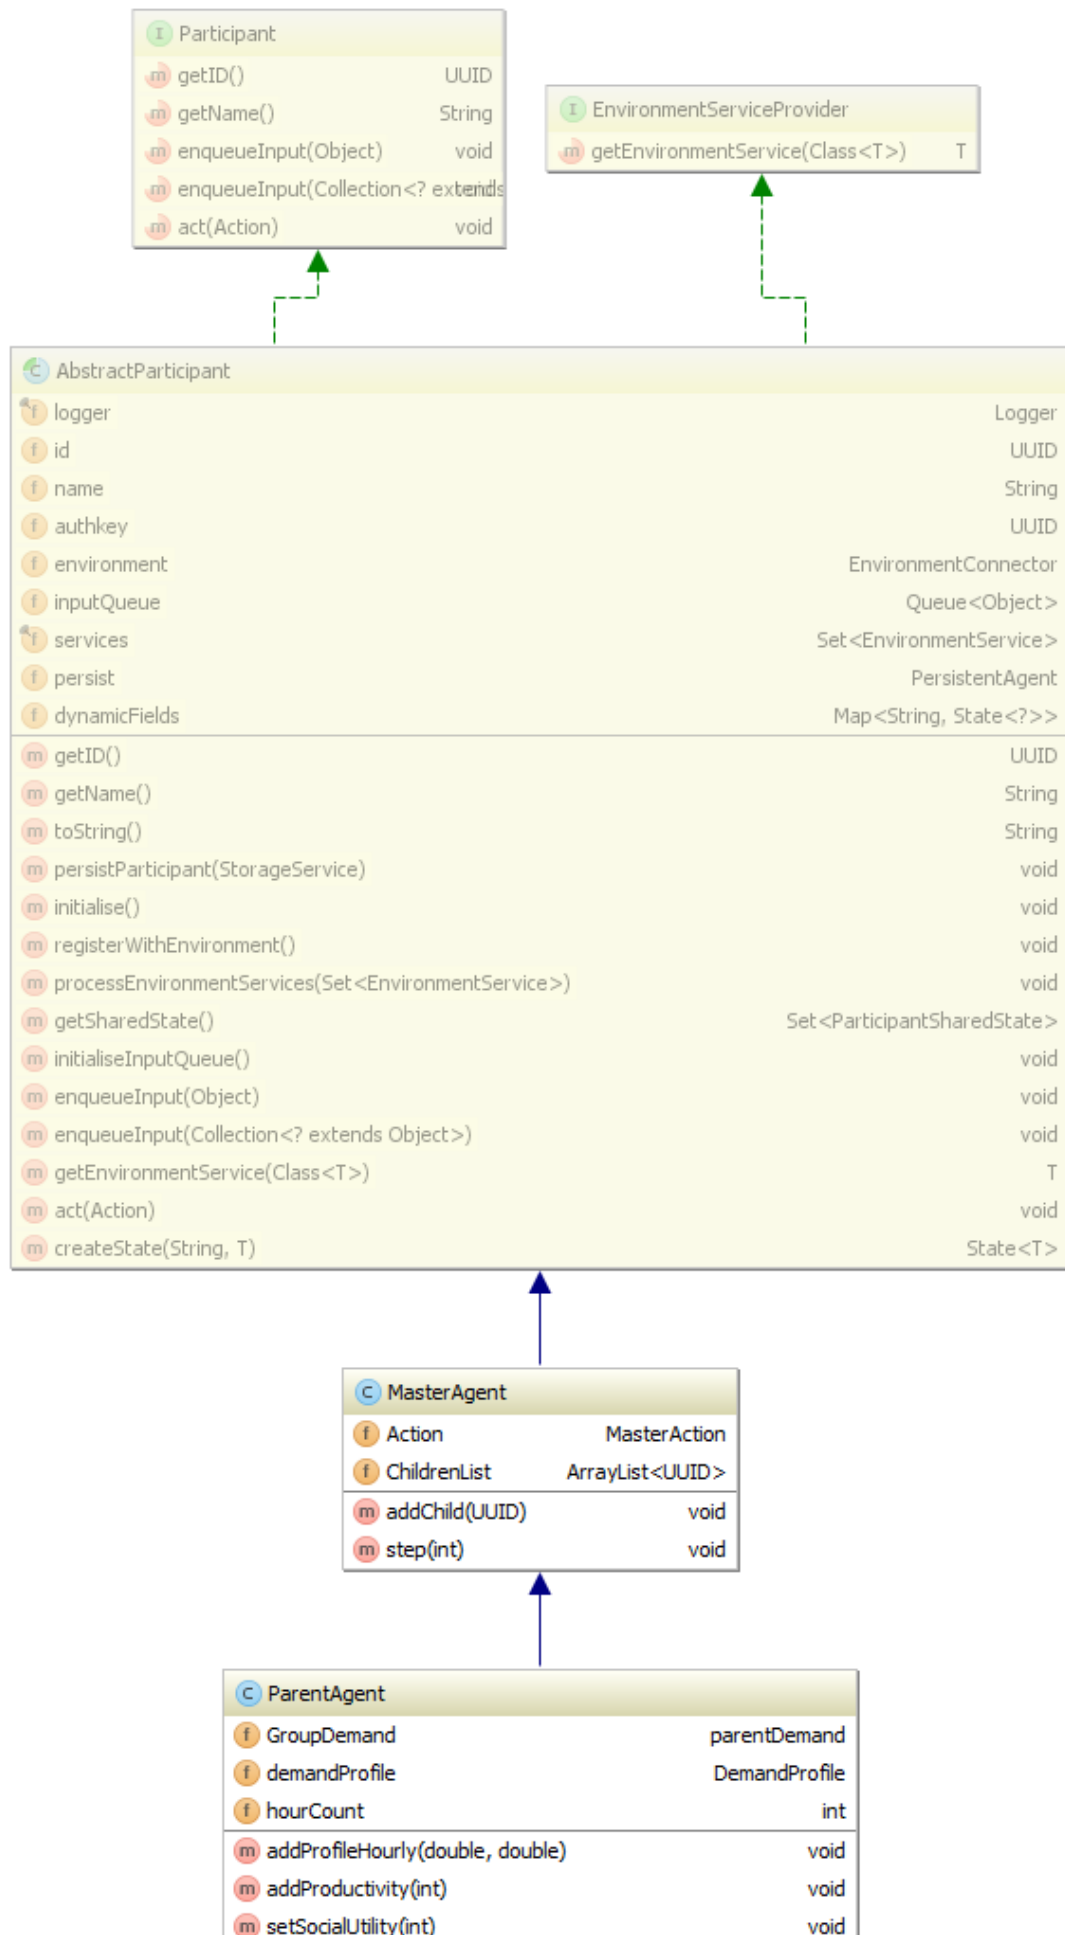 Participant
getID() UUID
getName() String
enqueueInput(Object) void
enqueueInput(Collection<? extends
act(Action) void
EnvironmentServiceProvider
getEnvironmentService(Class<T>) T
AbstractParticipant
logger Logger
id UUID
name String
authkey UUID
environment EnvironmentConnector
inputQueue Queue<Object>
services Set<EnvironmentService>
persist PersistentAgent
dynamicFields Map<String, State<?>>
getID() UUID
getName() String
toString() String
persistParticipant(StorageService) void
initialise() void
registerWithEnvironment() void
processEnvironmentServices(Set<EnvironmentService>) void
getSharedState() Set<ParticipantSharedState>
initialiseInputQueue() void
enqueueInput(Object) void
enqueueInput(Collection<? extends Object>) void
getEnvironmentService(Class<T>) T
act(Action) void
createState(String, T) State<T>
MasterAgent
Action MasterAction
ChildrenList ArrayList<UUID>
addChild(UUID) void
step(int) void
ParentAgent
GroupDemand parentDemand
demandProfile DemandProfile
hourCount int
addProfileHourly(double, double) void
addProductivity(int) void
setSocialUtility(int) void